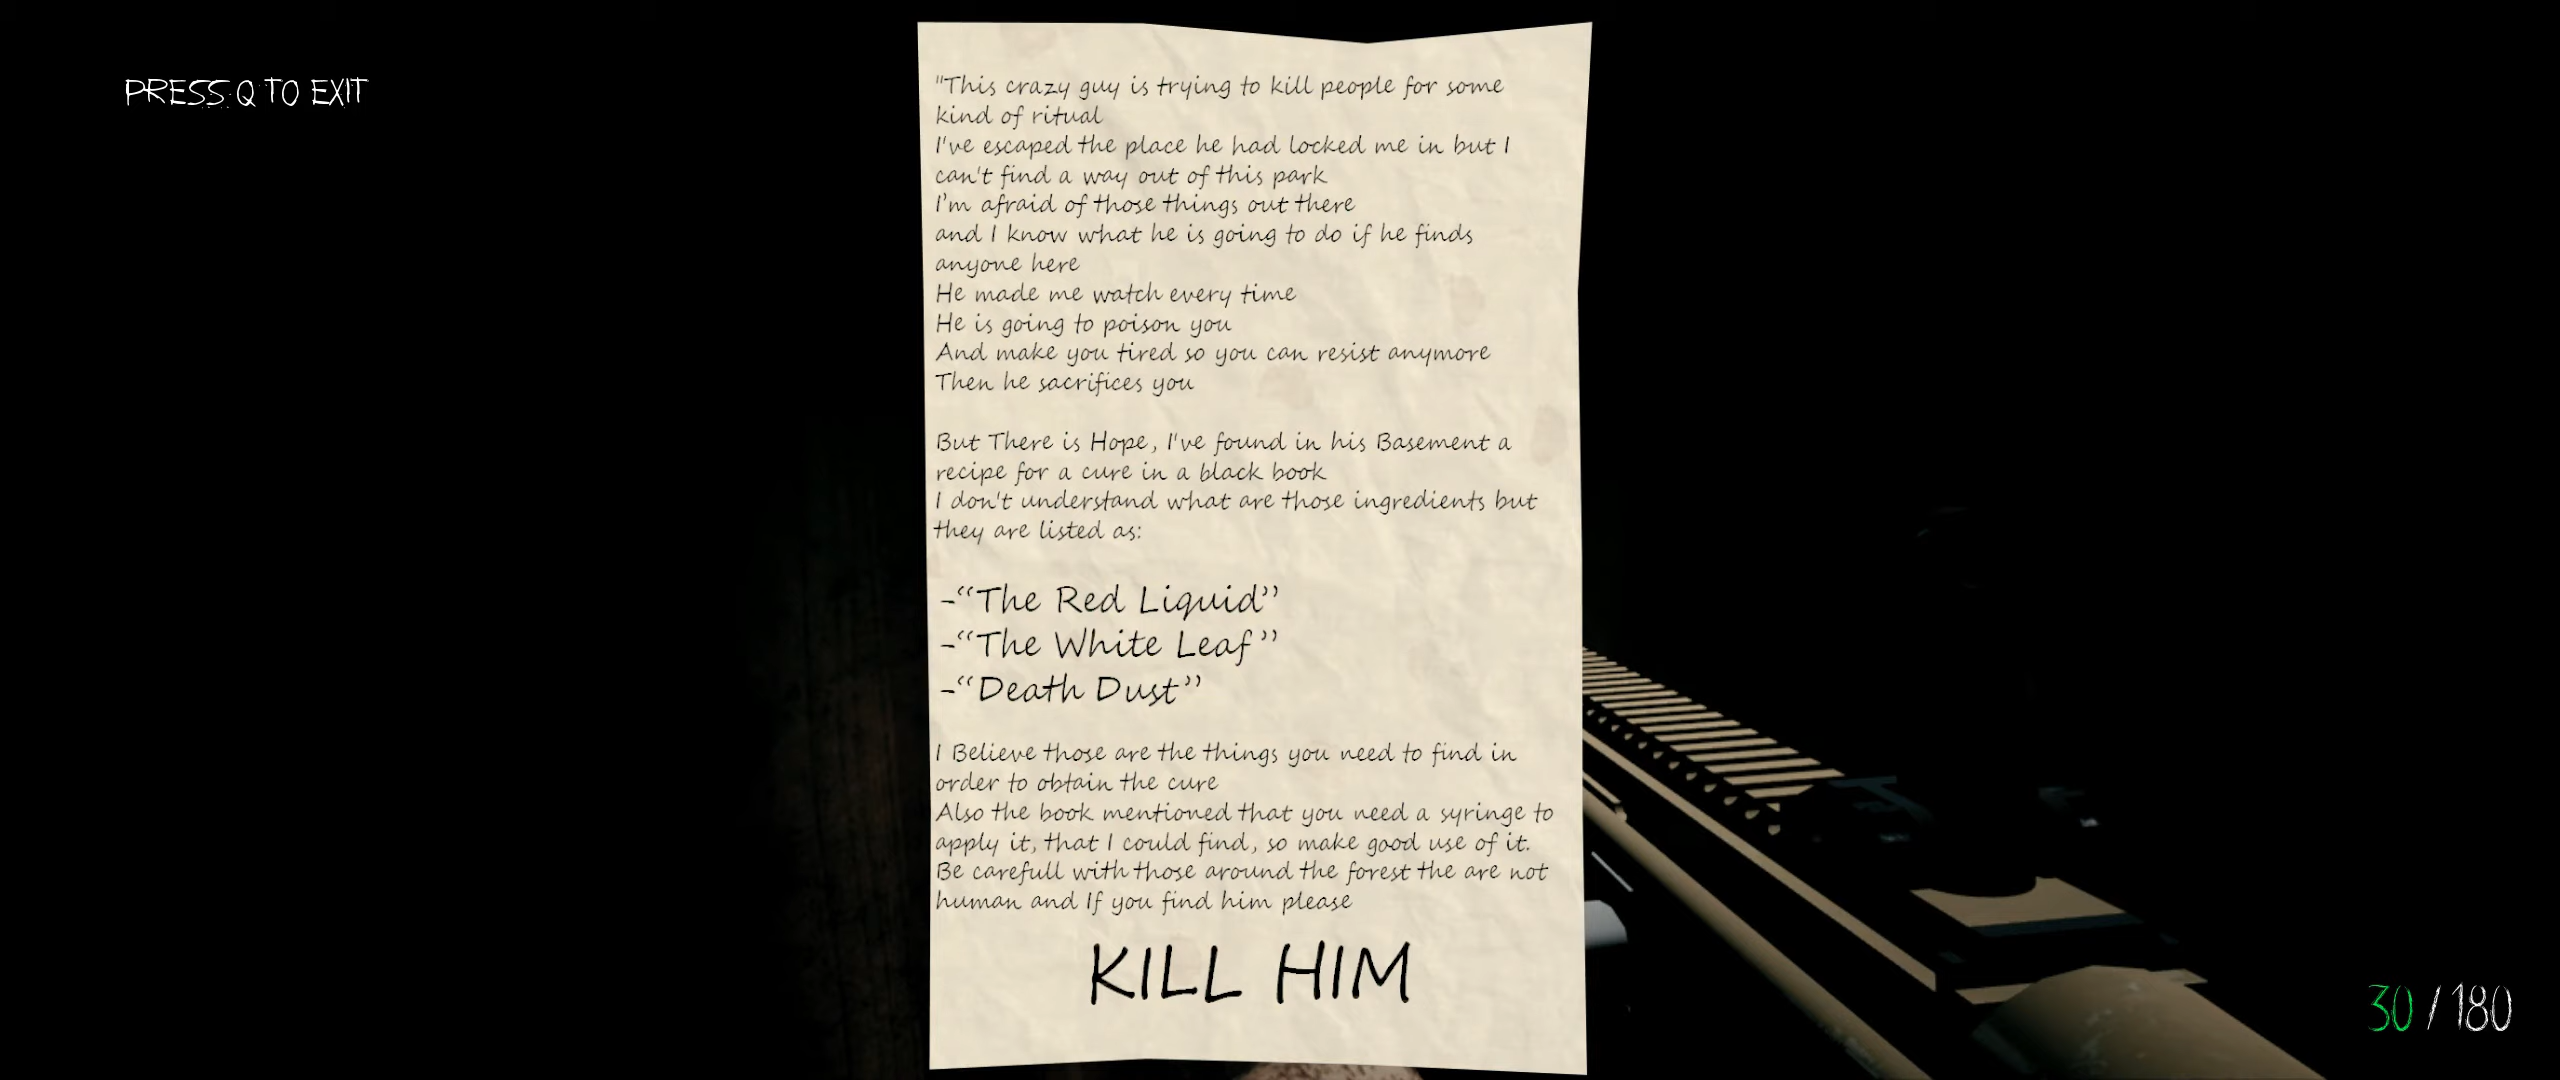 PRESS Q TO EXIT
"This crazy guy is trying to kill people for some
kind of ritual
I've escaped the place he had locked me in but I
can't find a way out of this park
I'm afraid of those things out there
and I know what he is going to do if he finds
anyone here
He made me watch every time
He is going to poison you
And make you tired so you can resist anymore
Then he sacrifices you
But There is Hope, I've found in his Basement a
recipe for a cure in a black book
I don't understand what are those ingredients but
they are listed as:
-“The Red Liquid”
-“The White Leaf”
-“Death Dust”
I Believe those are the things you need to find in
order to obtain the cure
Also the book mentioned that you need a syringe to
apply it, that I could find, so make good use of it.
Be carefull with those around the forest the are not
human and If you find him please
KILL HIM
30 / 180